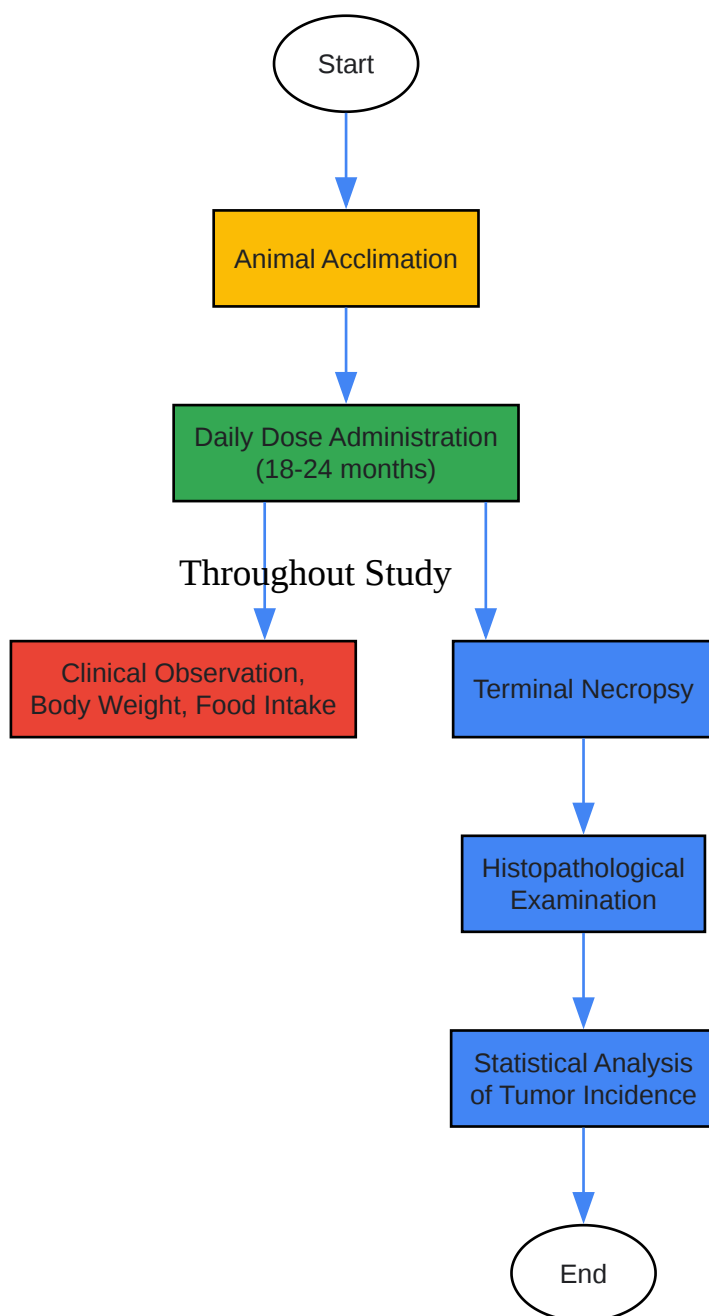 Start
Animal Acclimation
Daily Dose Administration
(18-24 months)
Throughout Study
Clinical Observation,
Body Weight, Food Intake
Terminal Necropsy
Histopathological
Examination
Statistical Analysis
of Tumor Incidence
End